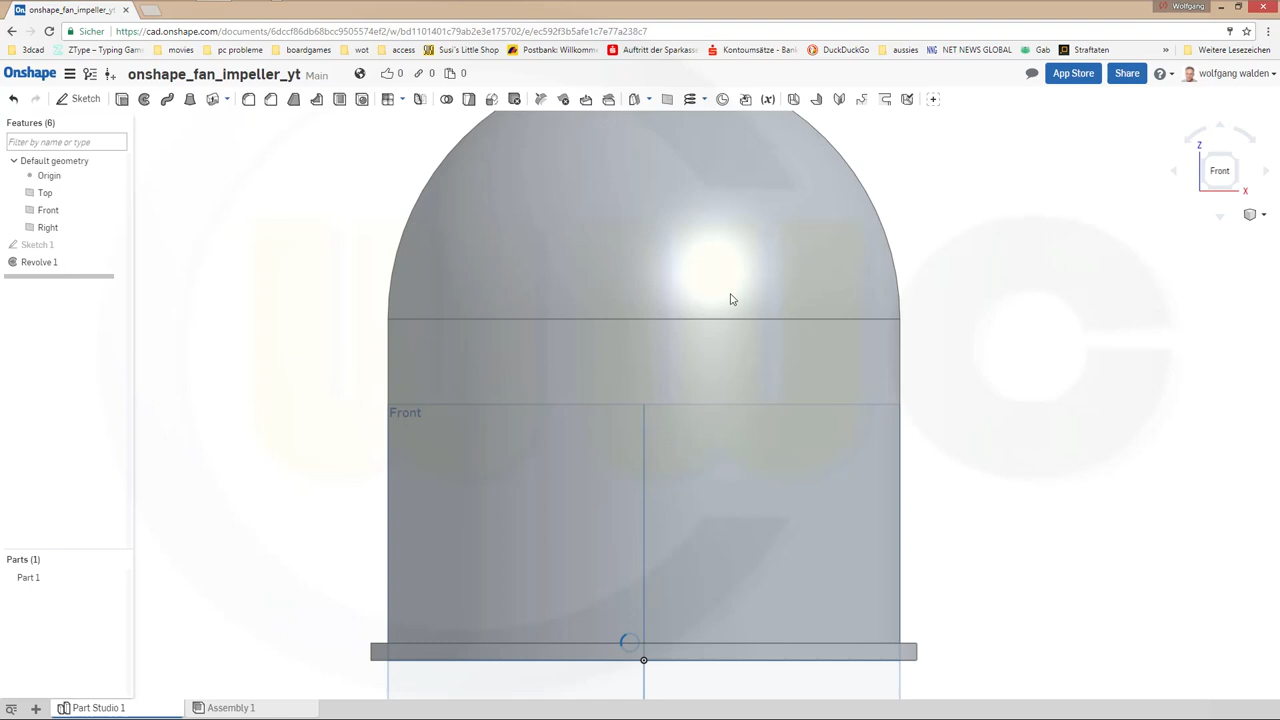 onshape_fan_impeller_yt
Wolfgang
Sicher
https://cad.onshape.com/documents/6dccf86db68bcc9505574ef2/w/bd1101401c79ab2e3e175702/e/ec592f3b5afe1c7e77a238c7
3dcad
ZType – Typing Game
movies
pc probleme
boardgames
wot
access
Susi's Little Shop
Postbank: Willkomme
Auftritt der Sparkasse
Kontoumsätze - Bank
DuckDuckGo
aussies
NET NEWS GLOBAL
Gab
Straftaten
»
Weitere Lesezeichen
Onshape
onshape_fan_impeller_yt Main
0
0
0
App Store
Share
wolfgang walden
Sketch
(x)
Features (6)
Filter by name or type
Default geometry
Origin
Top
Front
Right
Sketch 1
Revolve 1
Front
Z
Front
X
Parts (1)
Part 1
Part Studio 1
Assembly 1